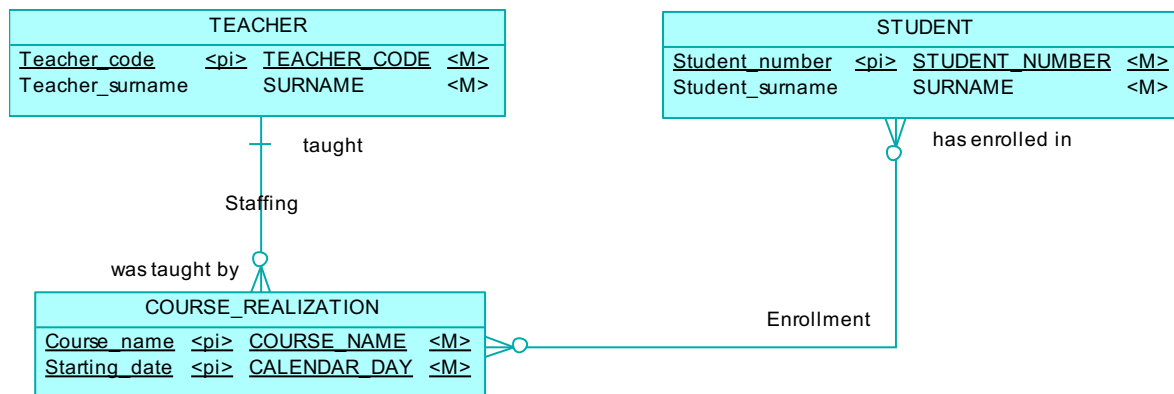 TEACHER
Teacher_code <pi> TEACHER_CODE <M>
Teacher_surname SURNAME <M>
STUDENT
Student_number <pi> STUDENT_NUMBER <M>
Student_surname SURNAME <M>
taught
has enrolled in
Staffing
was taught by
COURSE_REALIZATION
Course_name <pi> COURSE_NAME <M>
Starting_date <pi> CALENDAR_DAY <M>
Enrollment